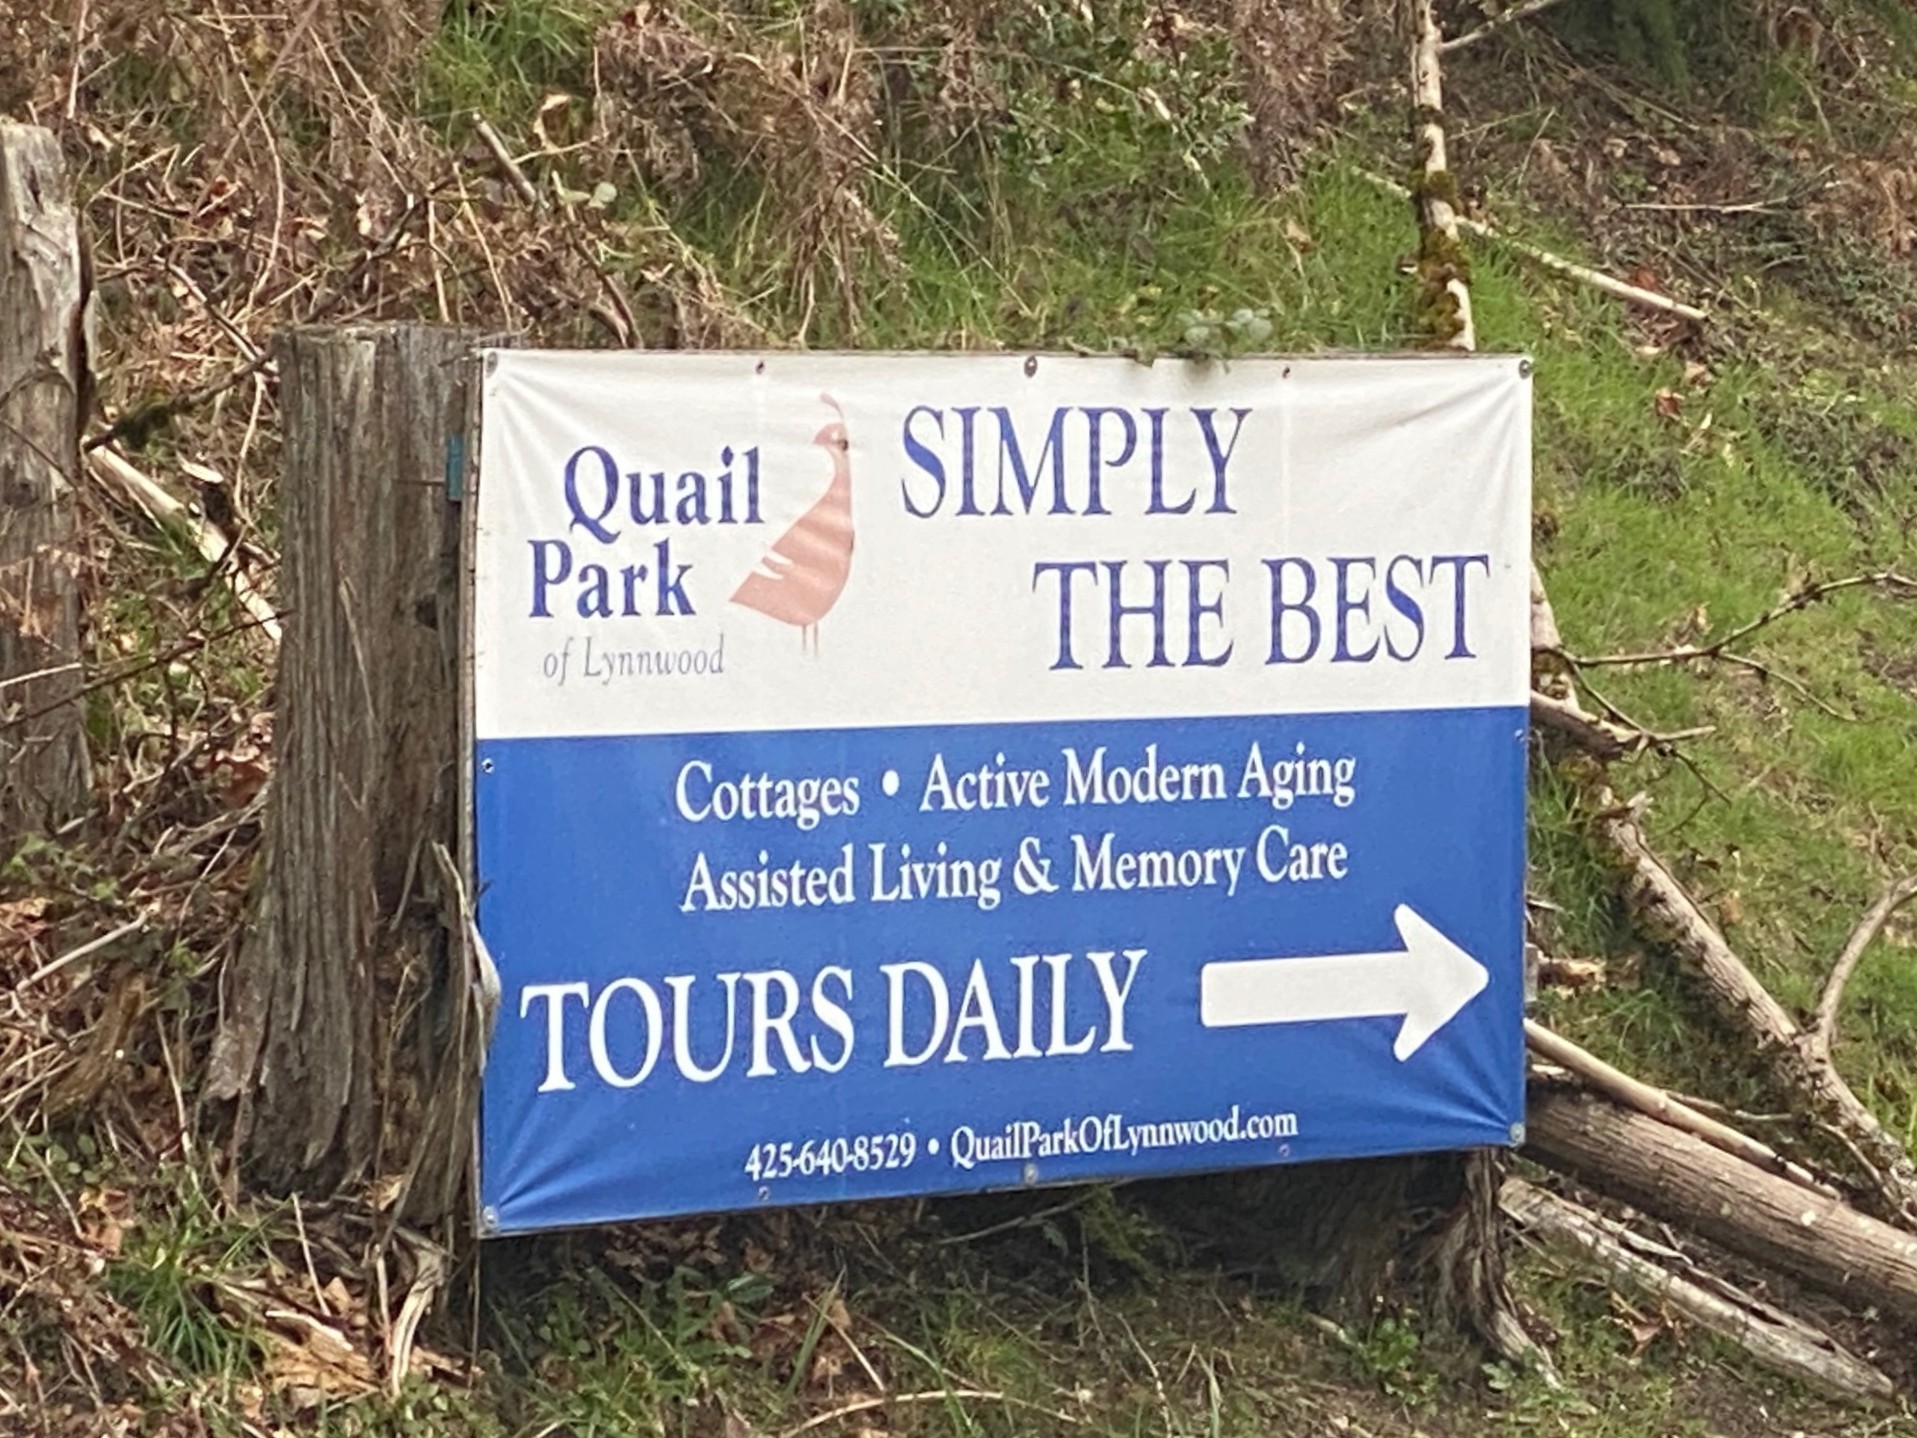 Quail
Park
of Lynnwood
SIMPLY
THE BEST
Cottages • Active Modern Aging
Assisted Living & Memory Care
TOURS DAILY
425-640-8529 • QuailParkOfLynnwood.com